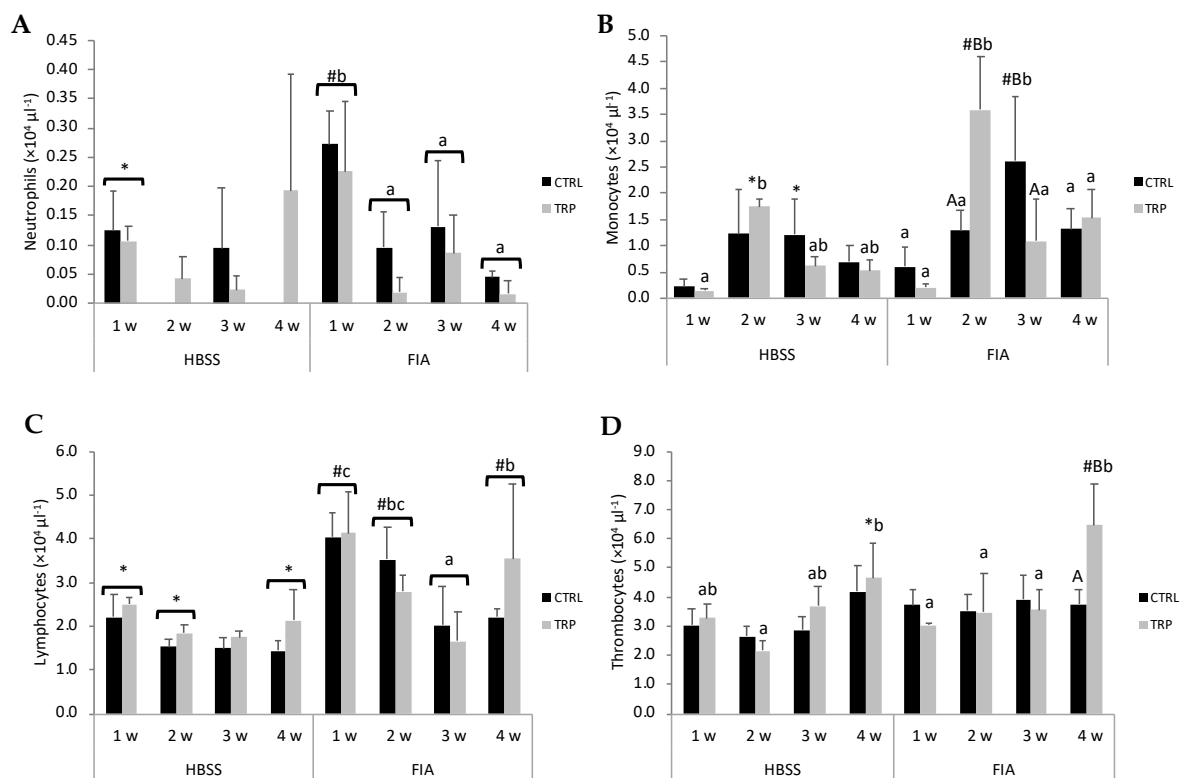 A
Neutrophils (×10⁴ µl⁻¹)
0.45
0.40
0.35
0.30
0.25
0.20
0.15
0.10
0.05
0.00
*
#b
a
a
a
1 w 2 w 3 w 4 w 1 w 2 w 3 w 4 w
HBSS FIA
CTRL
TRP
B
Monocytes (×10⁴ µl⁻¹)
5.0
4.5
4.0
3.5
3.0
2.5
2.0
1.5
1.0
0.5
0.0
a
*b
*
ab
ab
a
a
Aa
#Bb
#Bb
Aa
a
a
1 w 2 w 3 w 4 w 1 w 2 w 3 w 4 w
HBSS FIA
CTRL
TRP
C
Lymphocytes (×10⁴ µl⁻¹)
6.0
5.0
4.0
3.0
2.0
1.0
0.0
*
*
*
#c
#bc
a
#b
1 w 2 w 3 w 4 w 1 w 2 w 3 w 4 w
HBSS FIA
CTRL
TRP
D
Thrombocytes (×10⁴ µl⁻¹)
9.0
8.0
7.0
6.0
5.0
4.0
3.0
2.0
1.0
0.0
ab
a
ab
*b
a
a
a
A
#Bb
1 w 2 w 3 w 4 w 1 w 2 w 3 w 4 w
HBSS FIA
CTRL
TRP